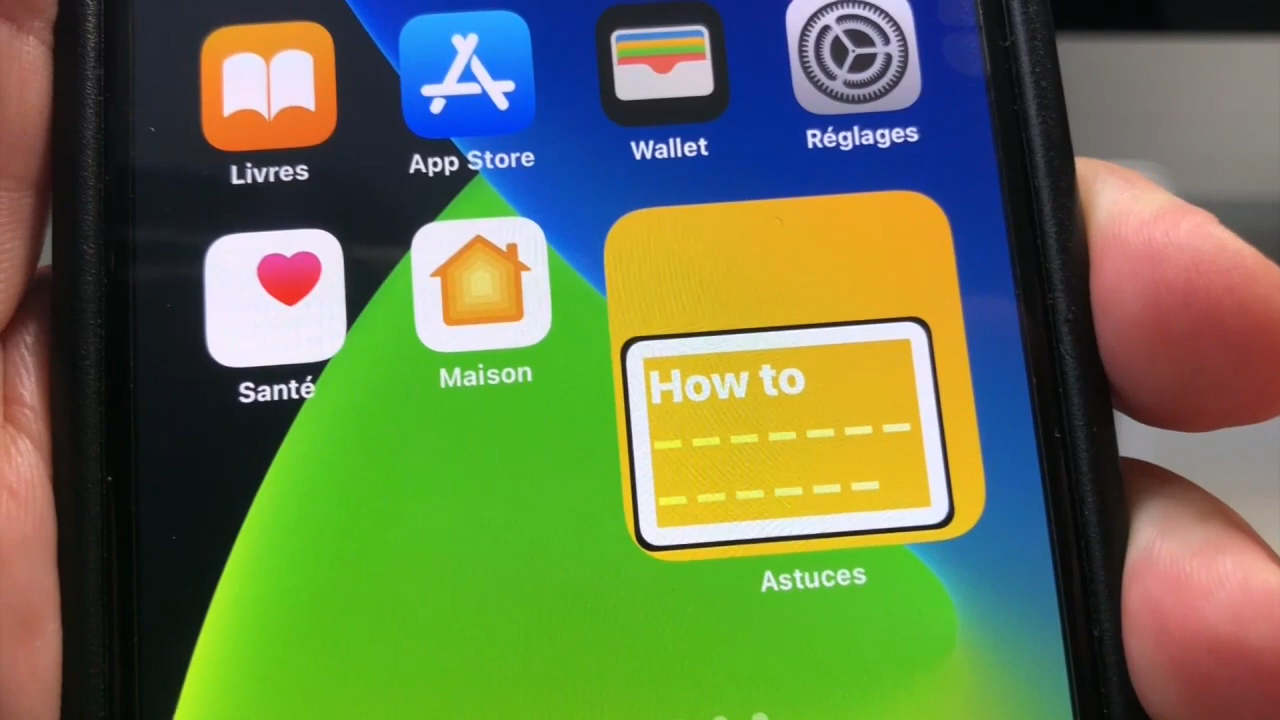 Livres
App Store
Wallet
Réglages
Santé
Maison
How to
_ _ _ _ _ _ _
_ _ _ _ _ _
Astuces